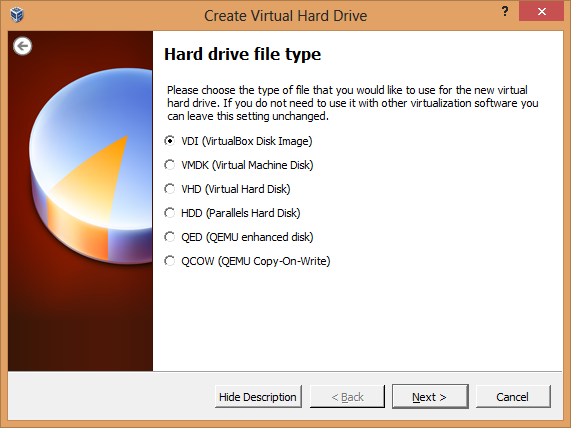 Create Virtual Hard Drive
?
Hard drive file type
Please choose the type of file that you would like to use for the new virtual
hard drive. If you do not need to use it with other virtualization software you
can leave this setting unchanged.
VDI (VirtualBox Disk Image)
VMDK (Virtual Machine Disk)
VHD (Virtual Hard Disk)
HDD (Parallels Hard Disk)
QED (QEMU enhanced disk)
QCOW (QEMU Copy-On-Write)
Hide Description
< Back
Next >
Cancel